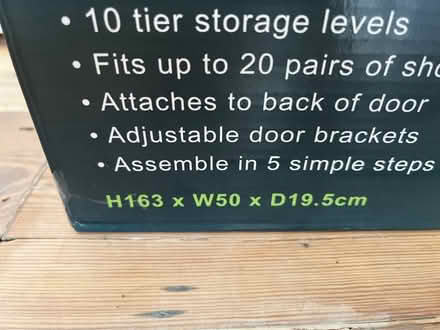 • 10 tier storage levels
• Fits up to 20 pairs of
• Attaches to back of door
• Adjustable door brackets
• Assemble in 5 simple steps
H163 x W50 x D19.5cm